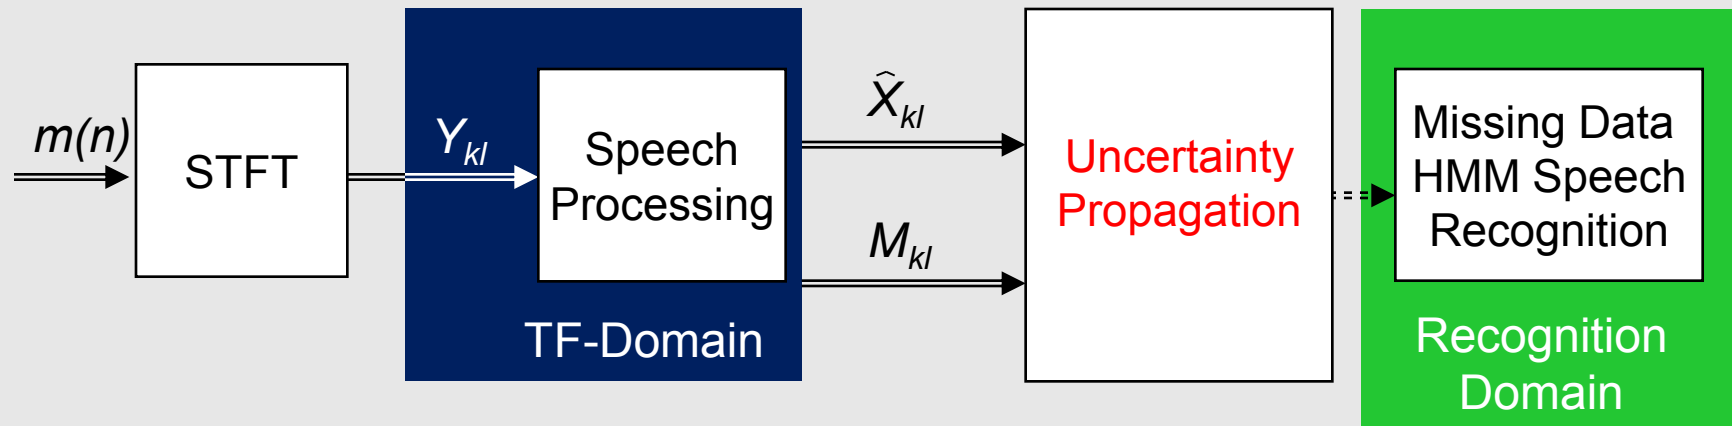 m(n)
STFT
Y_kl
Speech
Processing
TF-Domain
X̂_kl
M_kl
Uncertainty
Propagation
Missing Data
HMM Speech
Recognition
Recognition
Domain